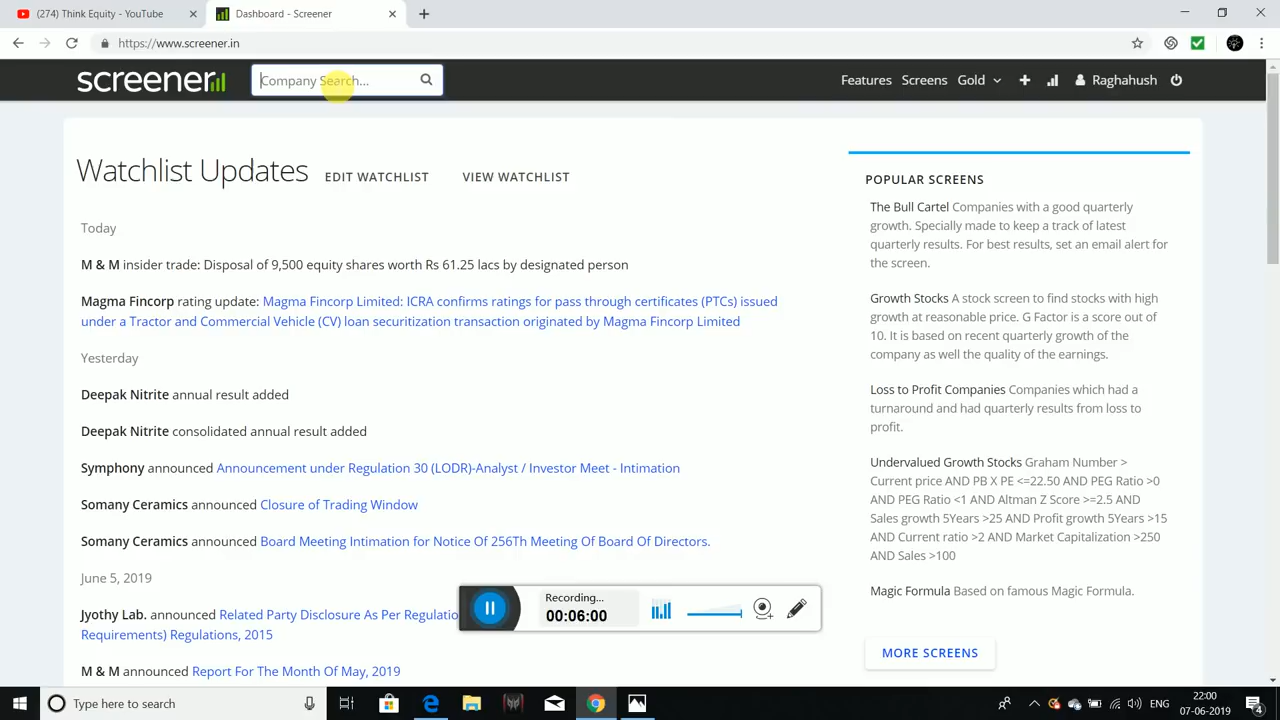 (274) Think Equity - YouTube
Dashboard - Screener
https://www.screener.in
screener
Company Search...
Features Screens Gold Raghahush
Watchlist Updates EDIT WATCHLIST VIEW WATCHLIST
Today
M & M insider trade: Disposal of 9,500 equity shares worth Rs 61.25 lacs by designated person
Magma Fincorp rating update: Magma Fincorp Limited: ICRA confirms ratings for pass through certificates (PTCs) issued
under a Tractor and Commercial Vehicle (CV) loan securitization transaction originated by Magma Fincorp Limited
Yesterday
Deepak Nitrite annual result added
Deepak Nitrite consolidated annual result added
Symphony announced Announcement under Regulation 30 (LODR)-Analyst / Investor Meet - Intimation
Somany Ceramics announced Closure of Trading Window
Somany Ceramics announced Board Meeting Intimation for Notice Of 256Th Meeting Of Board Of Directors.
June 5, 2019
Jyothy Lab. announced Related Party Disclosure As Per Regulatio
Requirements) Regulations, 2015
M & M announced Report For The Month Of May, 2019
POPULAR SCREENS
The Bull Cartel Companies with a good quarterly
growth. Specially made to keep a track of latest
quarterly results. For best results, set an email alert for
the screen.
Growth Stocks A stock screen to find stocks with high
growth at reasonable price. G Factor is a score out of
10. It is based on recent quarterly growth of the
company as well the quality of the earnings.
Loss to Profit Companies Companies which had a
turnaround and had quarterly results from loss to
profit.
Undervalued Growth Stocks Graham Number >
Current price AND PB X PE <=22.50 AND PEG Ratio >0
AND PEG Ratio <1 AND Altman Z Score >=2.5 AND
Sales growth 5Years >25 AND Profit growth 5Years >15
AND Current ratio >2 AND Market Capitalization >250
AND Sales >100
Magic Formula Based on famous Magic Formula.
MORE SCREENS
Recording...
00:06:00
Type here to search
ENG
22:00
07-06-2019
4